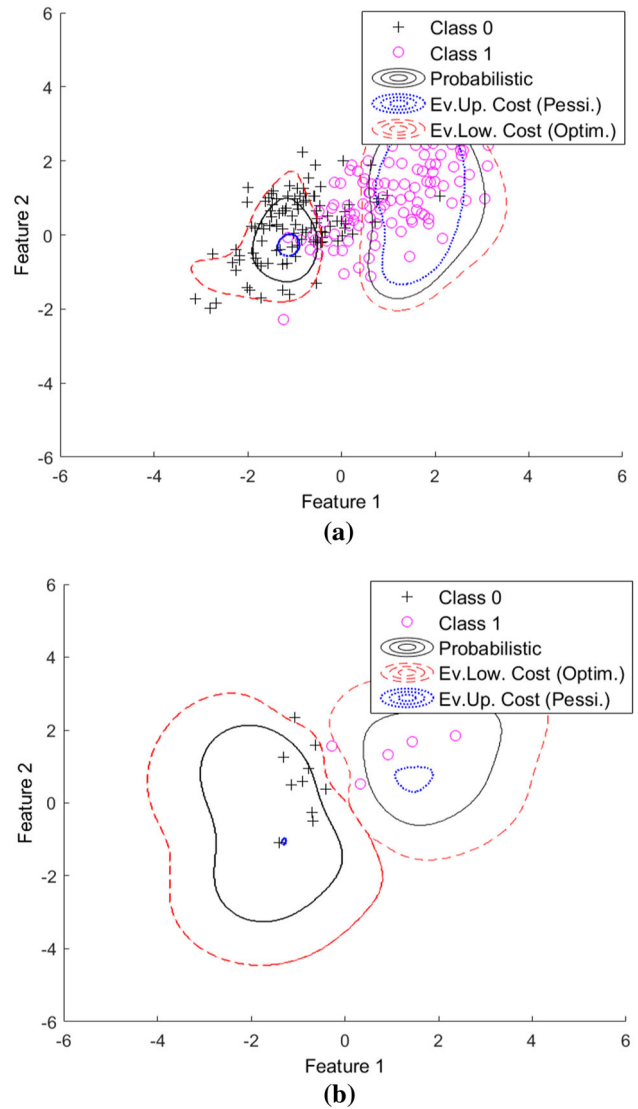 6
4
2
0
-2
-4
-6
Feature 2
Class 0
Class 1
Probabilistic
Ev.Up. Cost (Pessi.)
Ev.Low. Cost (Optim.)
-6 -4 -2 0 2 4 6
Feature 1
(a)
6
4
2
0
-2
-4
-6
Feature 2
Class 0
Class 1
Probabilistic
Ev.Low. Cost (Optim.)
Ev.Up. Cost (Pessi.)
-6 -4 -2 0 2 4 6
Feature 1
(b)